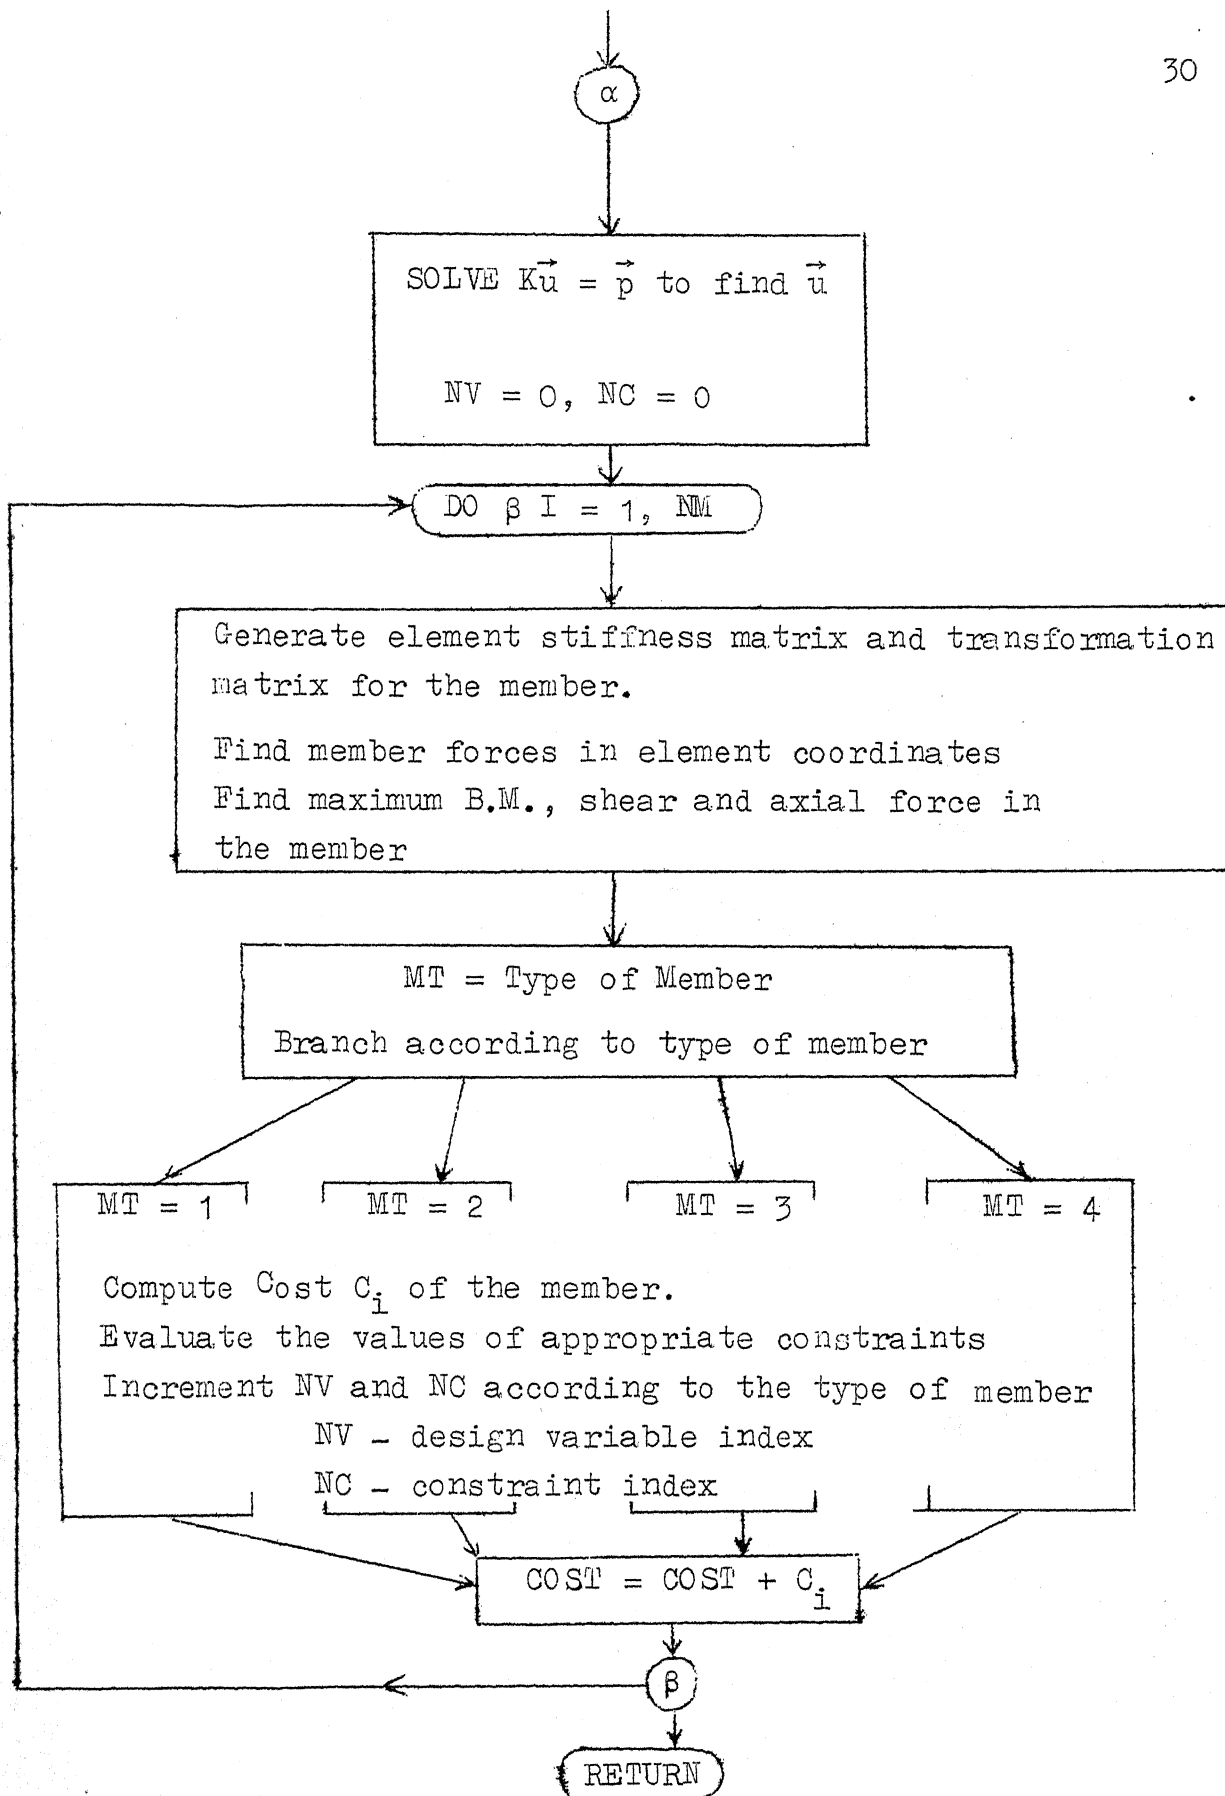 30
α
SOLVE Ku⃗ = p⃗ to find u⃗
NV = 0, NC = 0
DO β I = 1, NM
Generate element stiffness matrix and transformation
matrix for the member.
Find member forces in element coordinates
Find maximum B.M., shear and axial force in
the member
MT = Type of Member
Branch according to type of member
MT = 1 MT = 2 MT = 3 MT = 4
Compute Cost C_i of the member.
Evaluate the values of appropriate constraints
Increment NV and NC according to the type of member
NV - design variable index
NC - constraint index
COST = COST + C_i
β
RETURN